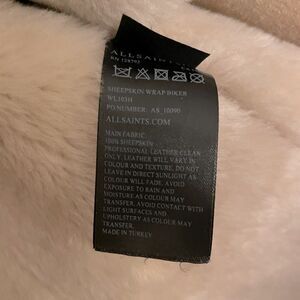 ALLSAINTS
SHEEPSKIN WRAP BIKER
WL103H
PO NUMBER: AS 10090
ALLSAINTS.COM
MAIN FABRIC:
100% SHEEPSKIN
PROFESSIONAL LEATHER CLEAN
ONLY. LEATHER WILL VARY IN
COLOUR AND TEXTURE. DO NOT
LEAVE IN DIRECT SUNLIGHT AS
COLOUR WILL FADE. AVOID
EXPOSURE TO RAIN AND
MOISTURE AS COLOUR MAY
TRANSFER. AVOID CONTACT WITH
LIGHT SURFACES AND
UPHOLSTERY AS COLOUR MAY
TRANSFER.
MADE IN TURKEY